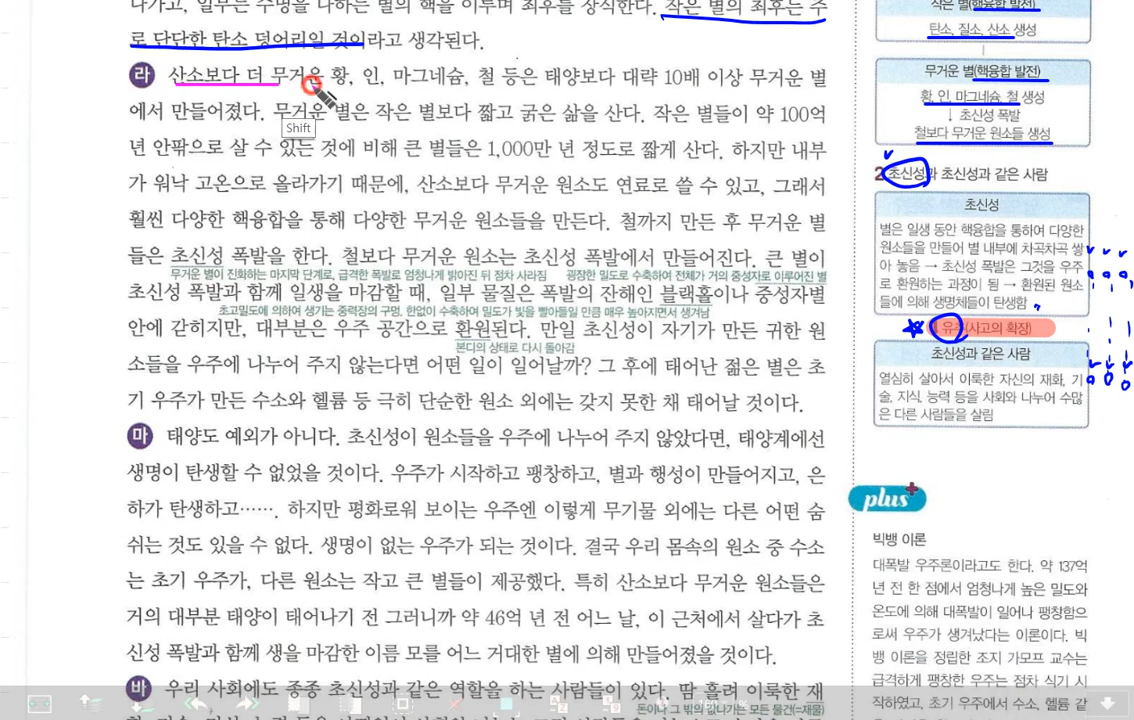 나가고, 일부는 수명을 다하는 별의 핵을 이루며 최후를 장식한다. 작은 별의 최후는 주
로 단단한 탄소 덩어리일 것이라고 생각된다.
라 산소보다 더 무거운 황, 인, 마그네슘, 철 등은 태양보다 대략 10배 이상 무거운 별
에서 만들어졌다. 무거운 별은 작은 별보다 짧고 굵은 삶을 산다. 작은 별들이 약 100억
Shift
년 안팎으로 살 수 있는 것에 비해 큰 별들은 1,000만 년 정도로 짧게 산다. 하지만 내부
가 워낙 고온으로 올라가기 때문에, 산소보다 무거운 원소도 연료로 쓸 수 있고, 그래서
훨씬 다양한 핵융합을 통해 다양한 무거운 원소들을 만든다. 철까지 만든 후 무거운 별
들은 초신성 폭발을 한다. 철보다 무거운 원소는 초신성 폭발에서 만들어진다. 큰 별이
무거운 별이 진화하는 마지막 단계로, 급격한 폭발로 엄청나게 밝아진 뒤 점차 사라짐 굉장한 밀도로 수축하여 전체가 거의 중성자로 이루어진 별
초신성 폭발과 함께 일생을 마감할 때, 일부 물질은 폭발의 잔해인 블랙홀이나 중성자별
초고밀도에 의하여 생기는 중력장의 구멍. 한없이 수축하여 밀도가 빛을 빨아들일 만큼 매우 높아지면서 생겨남
안에 갇히지만, 대부분은 우주 공간으로 환원된다. 만일 초신성이 자기가 만든 귀한 원
본디의 상태로 다시 돌아감
소들을 우주에 나누어 주지 않는다면 어떤 일이 일어날까? 그 후에 태어난 젊은 별은 초
기 우주가 만든 수소와 헬륨 등 극히 단순한 원소 외에는 갖지 못한 채 태어날 것이다.
마 태양도 예외가 아니다. 초신성이 원소들을 우주에 나누어 주지 않았다면, 태양계에선
생명이 탄생할 수 없었을 것이다. 우주가 시작하고 팽창하고, 별과 행성이 만들어지고, 은
하가 탄생하고……. 하지만 평화로워 보이는 우주엔 이렇게 무기물 외에는 다른 어떤 숨
쉬는 것도 있을 수 없다. 생명이 없는 우주가 되는 것이다. 결국 우리 몸속의 원소 중 수소
는 초기 우주가, 다른 원소는 작고 큰 별들이 제공했다. 특히 산소보다 무거운 원소들은
거의 대부분 태양이 태어나기 전 그러니까 약 46억 년 전 어느 날, 이 근처에서 살다가 초
신성 폭발과 함께 생을 마감한 이름 모를 어느 거대한 별에 의해 만들어졌을 것이다.
바 우리 사회에도 종종 초신성과 같은 역할을 하는 사람들이 있다. 땀 흘려 이룩한 재
돈이나 그 밖의 값나가는 모든 물건(=재물)
작은 별(핵융합 발전)
탄소, 질소, 산소 생성
무거운 별(핵융합 발전)
황, 인, 마그네슘, 철 생성
↓ 초신성 폭발
철보다 무거운 원소들 생성
2 초신성과 초신성과 같은 사람
초신성
별은 일생 동안 핵융합을 통하여 다양한
원소들을 만들어 별 내부에 차곡차곡 쌓
아 놓음 → 초신성 폭발은 그것을 우주
로 환원하는 과정이 됨 → 환원된 원소
들에 의해 생명체들이 탄생함
유추(사고의 확장)
초신성과 같은 사람
열심히 살아서 이룩한 자신의 재화, 기
술, 지식, 능력 등을 사회와 나누어 수많
은 다른 사람들을 살림
plus+
빅뱅 이론
대폭발 우주론이라고도 한다. 약 137억
년 전 한 점에서 엄청나게 높은 밀도와
온도에 의해 대폭발이 일어나 팽창함으
로써 우주가 생겨났다는 이론이다. 빅
뱅 이론을 정립한 조지 가모프 교수는
급격하게 팽창한 우주는 점차 식기 시
작하였고, 초기 우주에서 수소, 헬륨과